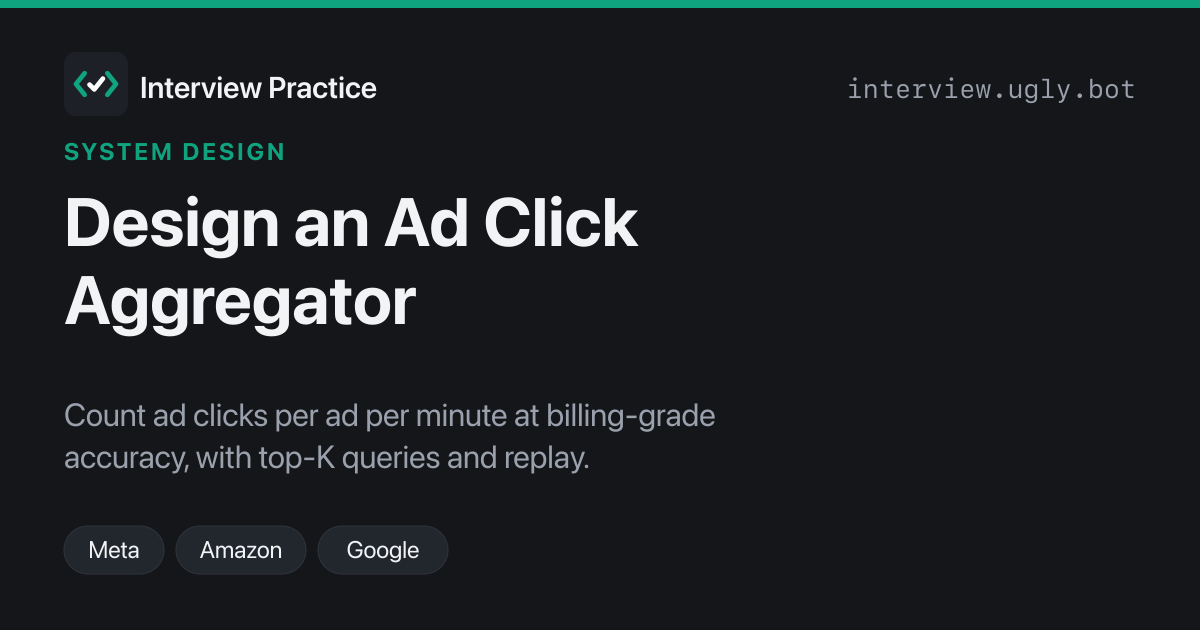 Interview Practice
interview.ugly.bot
SYSTEM DESIGN
Design an Ad Click
Aggregator
Count ad clicks per ad per minute at billing-grade
accuracy, with top-K queries and replay.
Meta
Amazon
Google